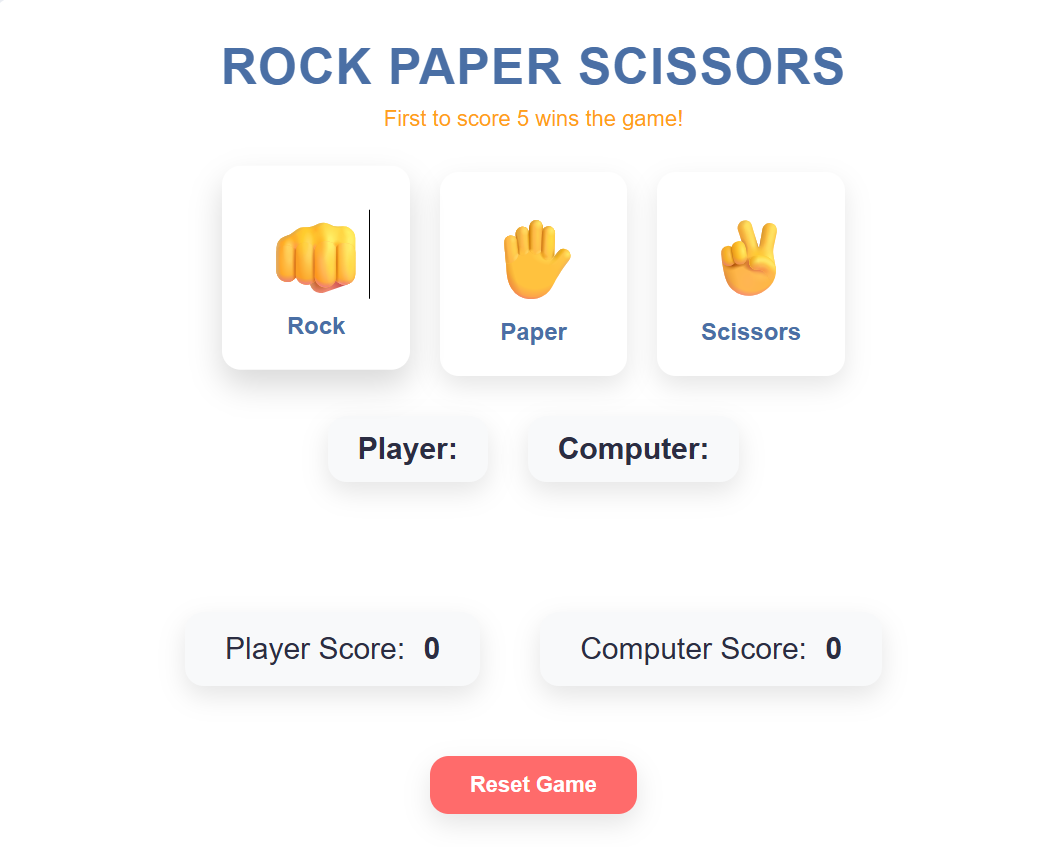 ROCK PAPER SCISSORS
First to score 5 wins the game!
Rock
Paper
Scissors
Player:
Computer:
Player Score: 0
Computer Score: 0
Reset Game